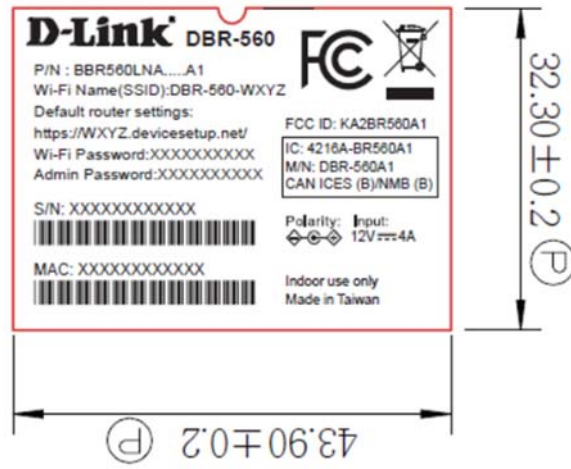 D-Link DBR-560
FC
P/N : BBR560LNA.....A1
Wi-Fi Name(SSID):DBR-560-WXYZ
Default router settings:
https://WXYZ.devicesetup.net/
Wi-Fi Password:XXXXXXXXXX
Admin Password:XXXXXXXXXX
S/N: XXXXXXXXXXXX
MAC: XXXXXXXXXXXX
FCC ID: KA2BR560A1
IC: 4216A-BR560A1
M/N: DBR-560A1
CAN ICES (B)/NMB (B)
Polarity: Input:
12V⎓4A
Indoor use only
Made in Taiwan
32.30±0.2 Ⓟ
43.90±0.2 Ⓟ